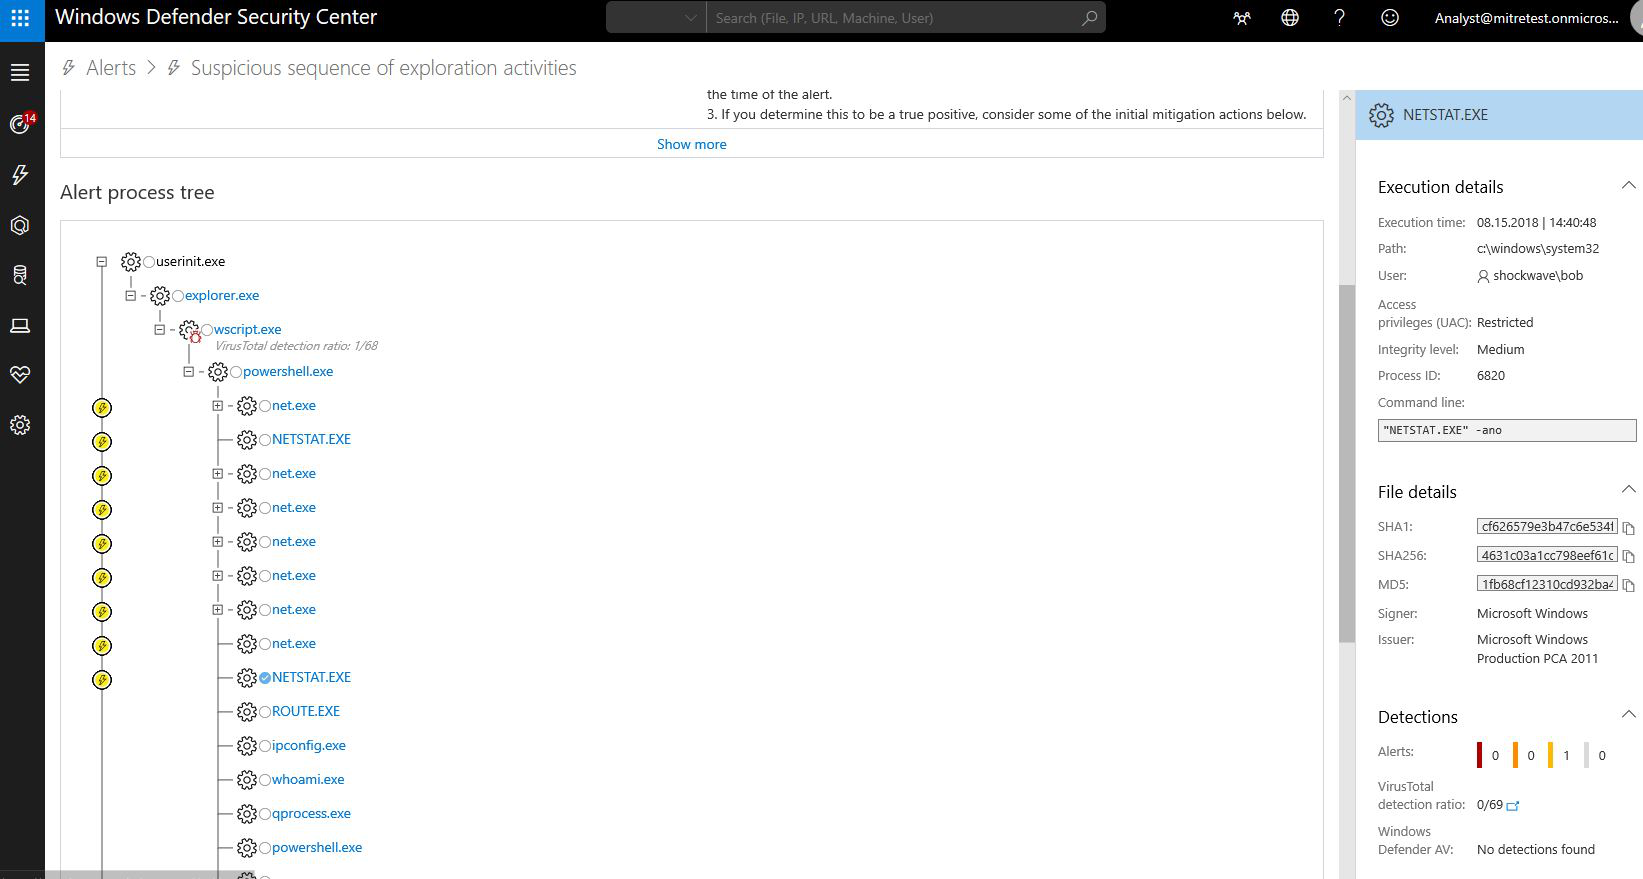 Windows Defender Security Center
Search (File, IP, URL, Machine, User)
Analyst@mitretest.onmicros...
14
Alerts > Suspicious sequence of exploration activities
the time of the alert.
3. If you determine this to be a true positive, consider some of the initial mitigation actions below.
Show more
Alert process tree
userinit.exe
explorer.exe
wscript.exe
VirusTotal detection ratio: 1/68
powershell.exe
net.exe
NETSTAT.EXE
net.exe
net.exe
net.exe
net.exe
net.exe
net.exe
NETSTAT.EXE
ROUTE.EXE
ipconfig.exe
whoami.exe
qprocess.exe
powershell.exe
NETSTAT.EXE
Execution details
Execution time: 08.15.2018 | 14:40:48
Path: c:\windows\system32
User: shockwave\bob
Access
privileges (UAC): Restricted
Integrity level: Medium
Process ID: 6820
Command line:
"NETSTAT.EXE" -ano
File details
SHA1: cf626579e3b47c6e534f
SHA256: 4631c03a1cc798eef61c
MD5: 1fb68cf12310cd932ba4
Signer: Microsoft Windows
Issuer: Microsoft Windows
Production PCA 2011
Detections
Alerts: 0 0 1 0
VirusTotal
detection ratio: 0/69
Windows
Defender AV: No detections found